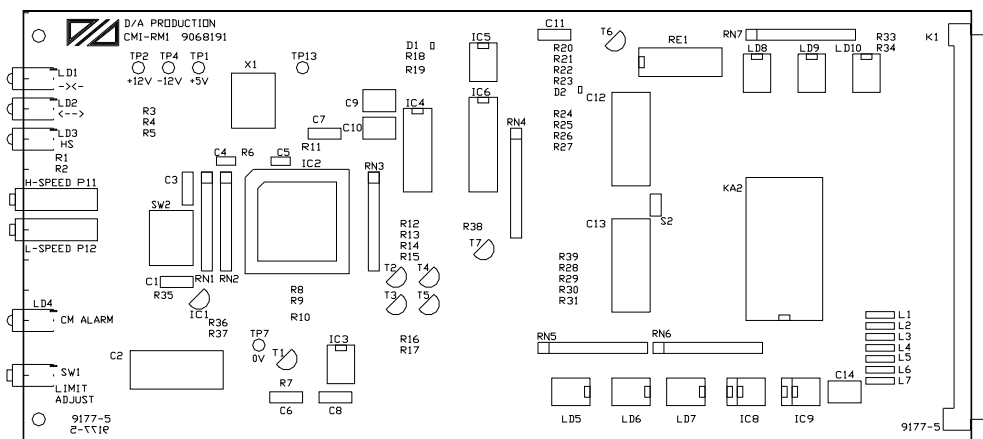 D/A PRODUCTION
CMI-RM1 9068191
TP2 TP4 TP1
+12V -12V +5V
X1
TP13
LD1
-><-
LD2
<-->
LD3
HS
R1
R2
R3
R4
R5
H-SPEED P11
L-SPEED P12
C3
SW2
C4
R6
C5
C7
R11
IC2
C9
C10
IC4
RN3
D1
R18
R19
IC5
IC6
RN4
C11
R20
R21
R22
R23
D2
R24
R25
R26
R27
T6
RE1
C12
RN7
LD8
LD9
LD10
R33
R34
K1
KA2
S2
C13
R12
R13
R14
R15
R38
T7
T2
T4
T3
T5
C1
R35
RN1
RN2
IC1
R36
R37
R8
R9
R10
R39
R28
R29
R30
R31
LD4
CM ALARM
TP7
0V
T1
IC3
R16
R17
RN5
RN6
L1
L2
L3
L4
L5
L6
L7
C2
SW1
LIMIT
ADJUST
R7
C6
C8
LD5
LD6
LD7
IC8
IC9
C14
9177-5
9177-5
9177-5